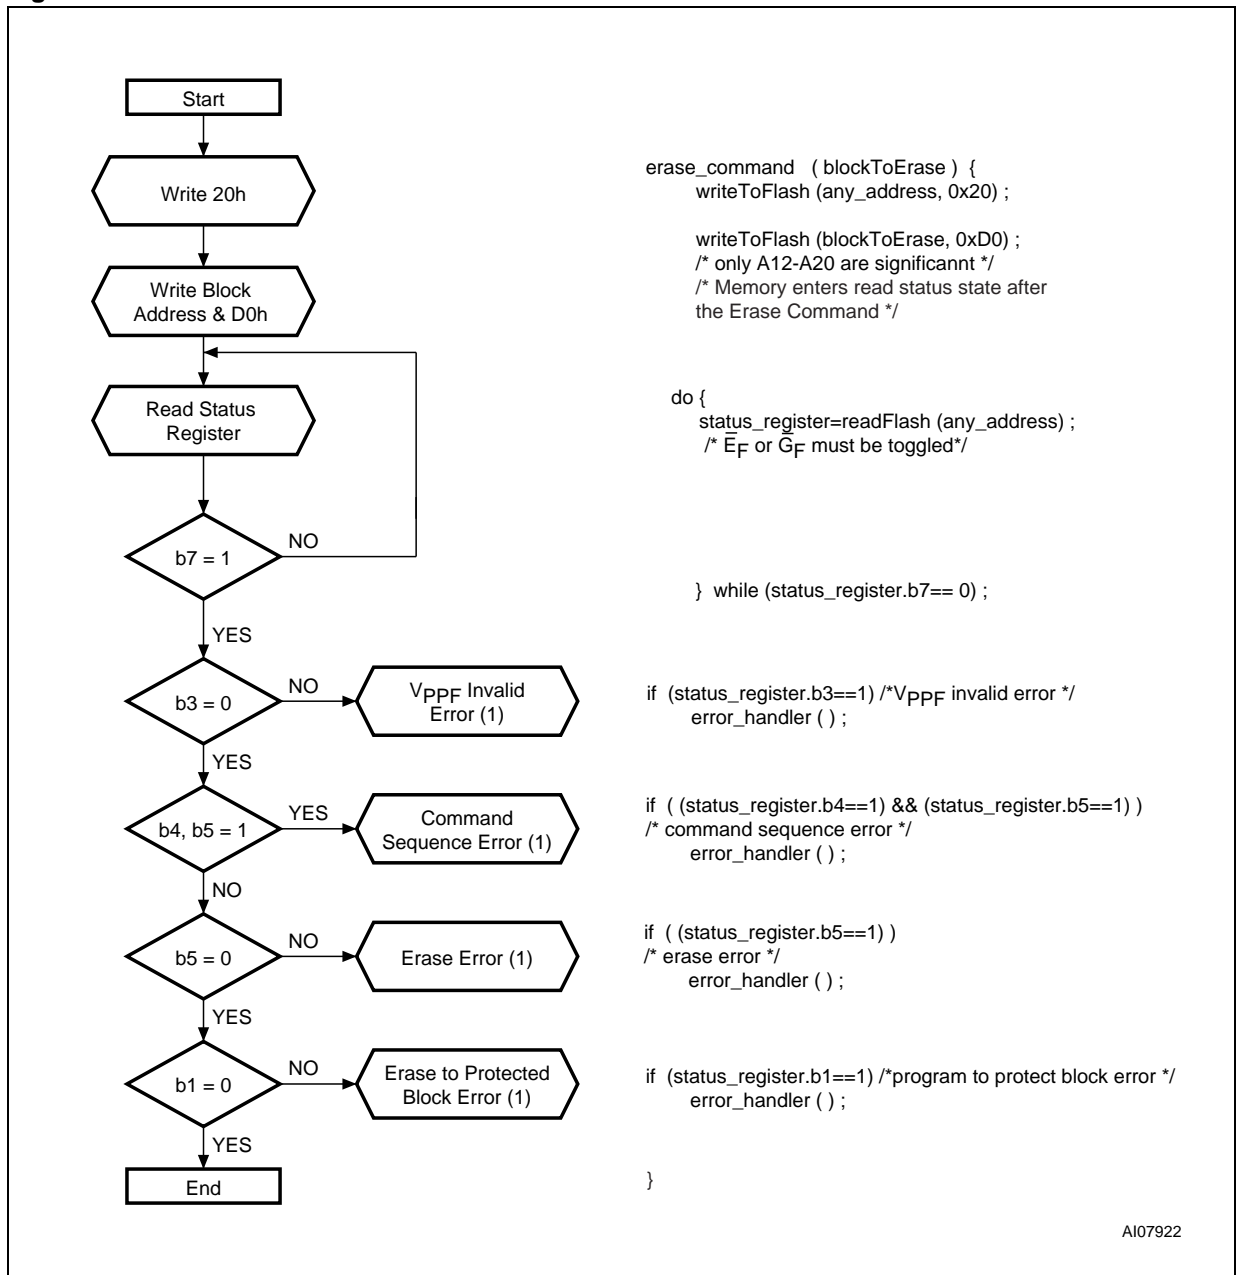 Start
Write 20h
Write Block
Address & D0h
Read Status
Register
b7 = 1
NO
YES
b3 = 0
NO
VPPF Invalid
Error (1)
YES
b4, b5 = 1
YES
Command
Sequence Error (1)
NO
b5 = 0
NO
Erase Error (1)
YES
b1 = 0
NO
Erase to Protected
Block Error (1)
YES
End
erase_command ( blockToErase ) {
writeToFlash (any_address, 0x20) ;
writeToFlash (blockToErase, 0xD0) ;
/* only A12-A20 are significannt */
/* Memory enters read status state after
the Erase Command */
do {
status_register=readFlash (any_address) ;
/* E̅F or G̅F must be toggled*/
} while (status_register.b7== 0) ;
if (status_register.b3==1) /*VPPF invalid error */
error_handler ( ) ;
if ( (status_register.b4==1) && (status_register.b5==1) )
/* command sequence error */
error_handler ( ) ;
if ( (status_register.b5==1) )
/* erase error */
error_handler ( ) ;
if (status_register.b1==1) /*program to protect block error */
error_handler ( ) ;
}
AI07922